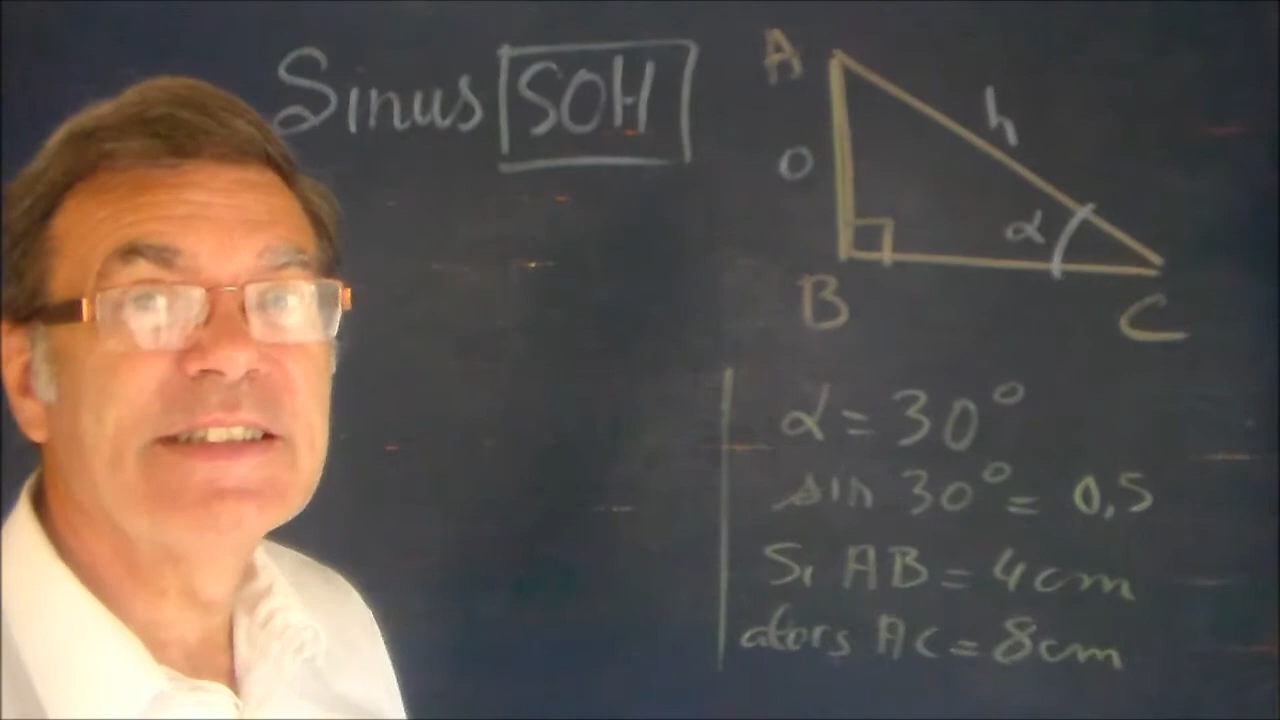 Sinus SOH
A
h
o
α
B
C
α = 30°
sin 30° = 0,5
Si AB = 4cm
alors AC = 8cm